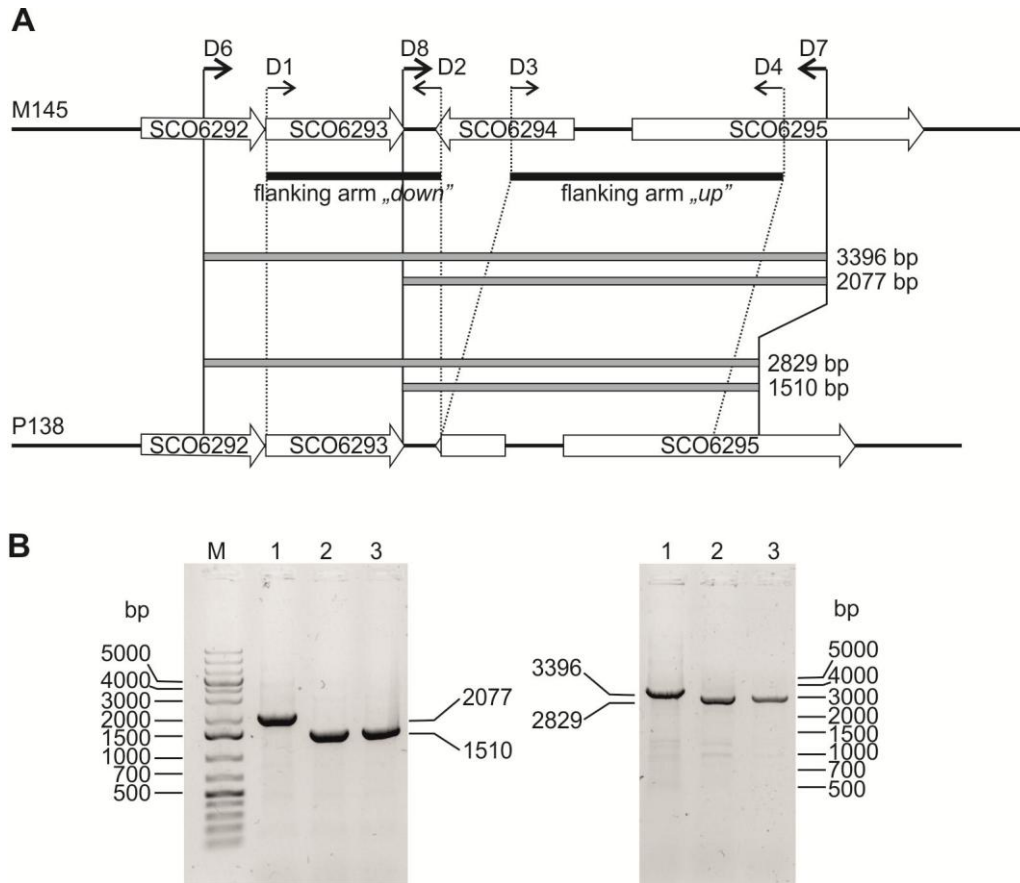 A
D6 D8 D7
D1 D2 D3 D4
M145
SCO6292 SCO6293 SCO6294 SCO6295
flanking arm „down” flanking arm „up”
3396 bp
2077 bp
2829 bp
1510 bp
P138
SCO6292 SCO6293 SCO6295
B
M 1 2 3
bp
5000
4000
3000
2000
1500
1000
700
500
2077
1510
1 2 3
3396
2829
bp
5000
4000
3000
2000
1500
1000
700
500